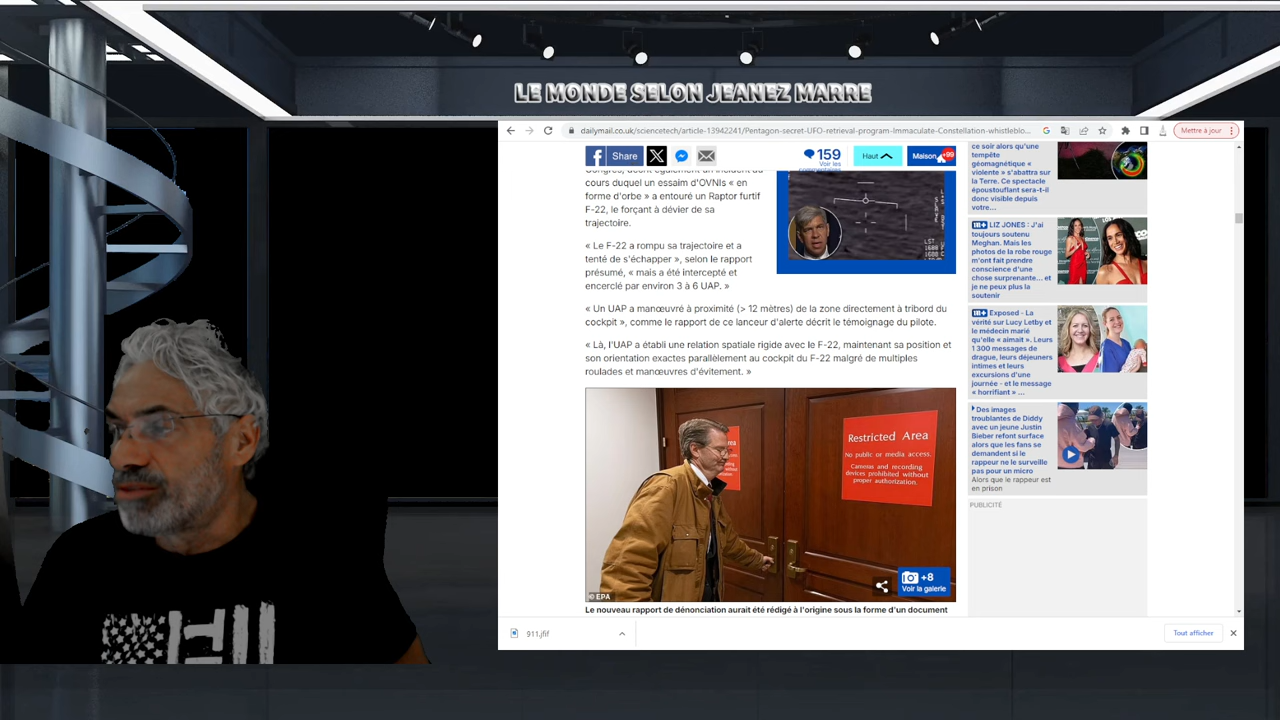 LE MONDE SELON JEANEZ MARRE
dailymail.co.uk/sciencetech/article-13942241/Pentagon-secret-UFO-retrieval-program-Immaculate-Constellation-whistleblo...
Mettre à jour
Share
159
Voir les
commentaires
Haut
Maison
+99
cours duquel un essaim d'OVNIs « en
forme d'orbe » a entouré un Raptor furtif
F-22, le forçant à dévier de sa
trajectoire.
« Le F-22 a rompu sa trajectoire et a
tenté de s'échapper », selon le rapport
présumé, « mais a été intercepté et
encerclé par environ 3 à 6 UAP. »
« Un UAP a manœuvré à proximité (> 12 mètres) de la zone directement à tribord du
cockpit », comme le rapport de ce lanceur d'alerte décrit le témoignage du pilote.
« Là, l'UAP a établi une relation spatiale rigide avec le F-22, maintenant sa position et
son orientation exactes parallèlement au cockpit du F-22 malgré de multiples
roulades et manœuvres d'évitement. »
Restricted Area
No public or media access.
Cameras and recording
devices prohibited without
proper authorization.
© EPA
+8
Voir la galerie
Le nouveau rapport de dénonciation aurait été rédigé à l'origine sous la forme d'un document
ce soir alors qu'une
tempête
géomagnétique «
violente » s'abattra sur
la Terre. Ce spectacle
époustouflant sera-t-il
donc visible depuis
votre...
LIZ JONES : J'ai
toujours soutenu
Meghan. Mais les
photos de la robe rouge
m'ont fait prendre
conscience d'une
chose surprenante... et
je ne peux plus la
soutenir
Exposed - La
vérité sur Lucy Letby et
le médecin marié
qu'elle « aimait ». Leurs
1 300 messages de
drague, leurs déjeuners
intimes et leurs
excursions d'une
journée - et le message
« horrifiant » ...
Des images
troublantes de Diddy
avec un jeune Justin
Bieber refont surface
alors que les fans se
demandent si le
rappeur ne le surveille
pas pour un micro
Alors que le rappeur est
en prison
PUBLICITÉ
911.jfif
Tout afficher